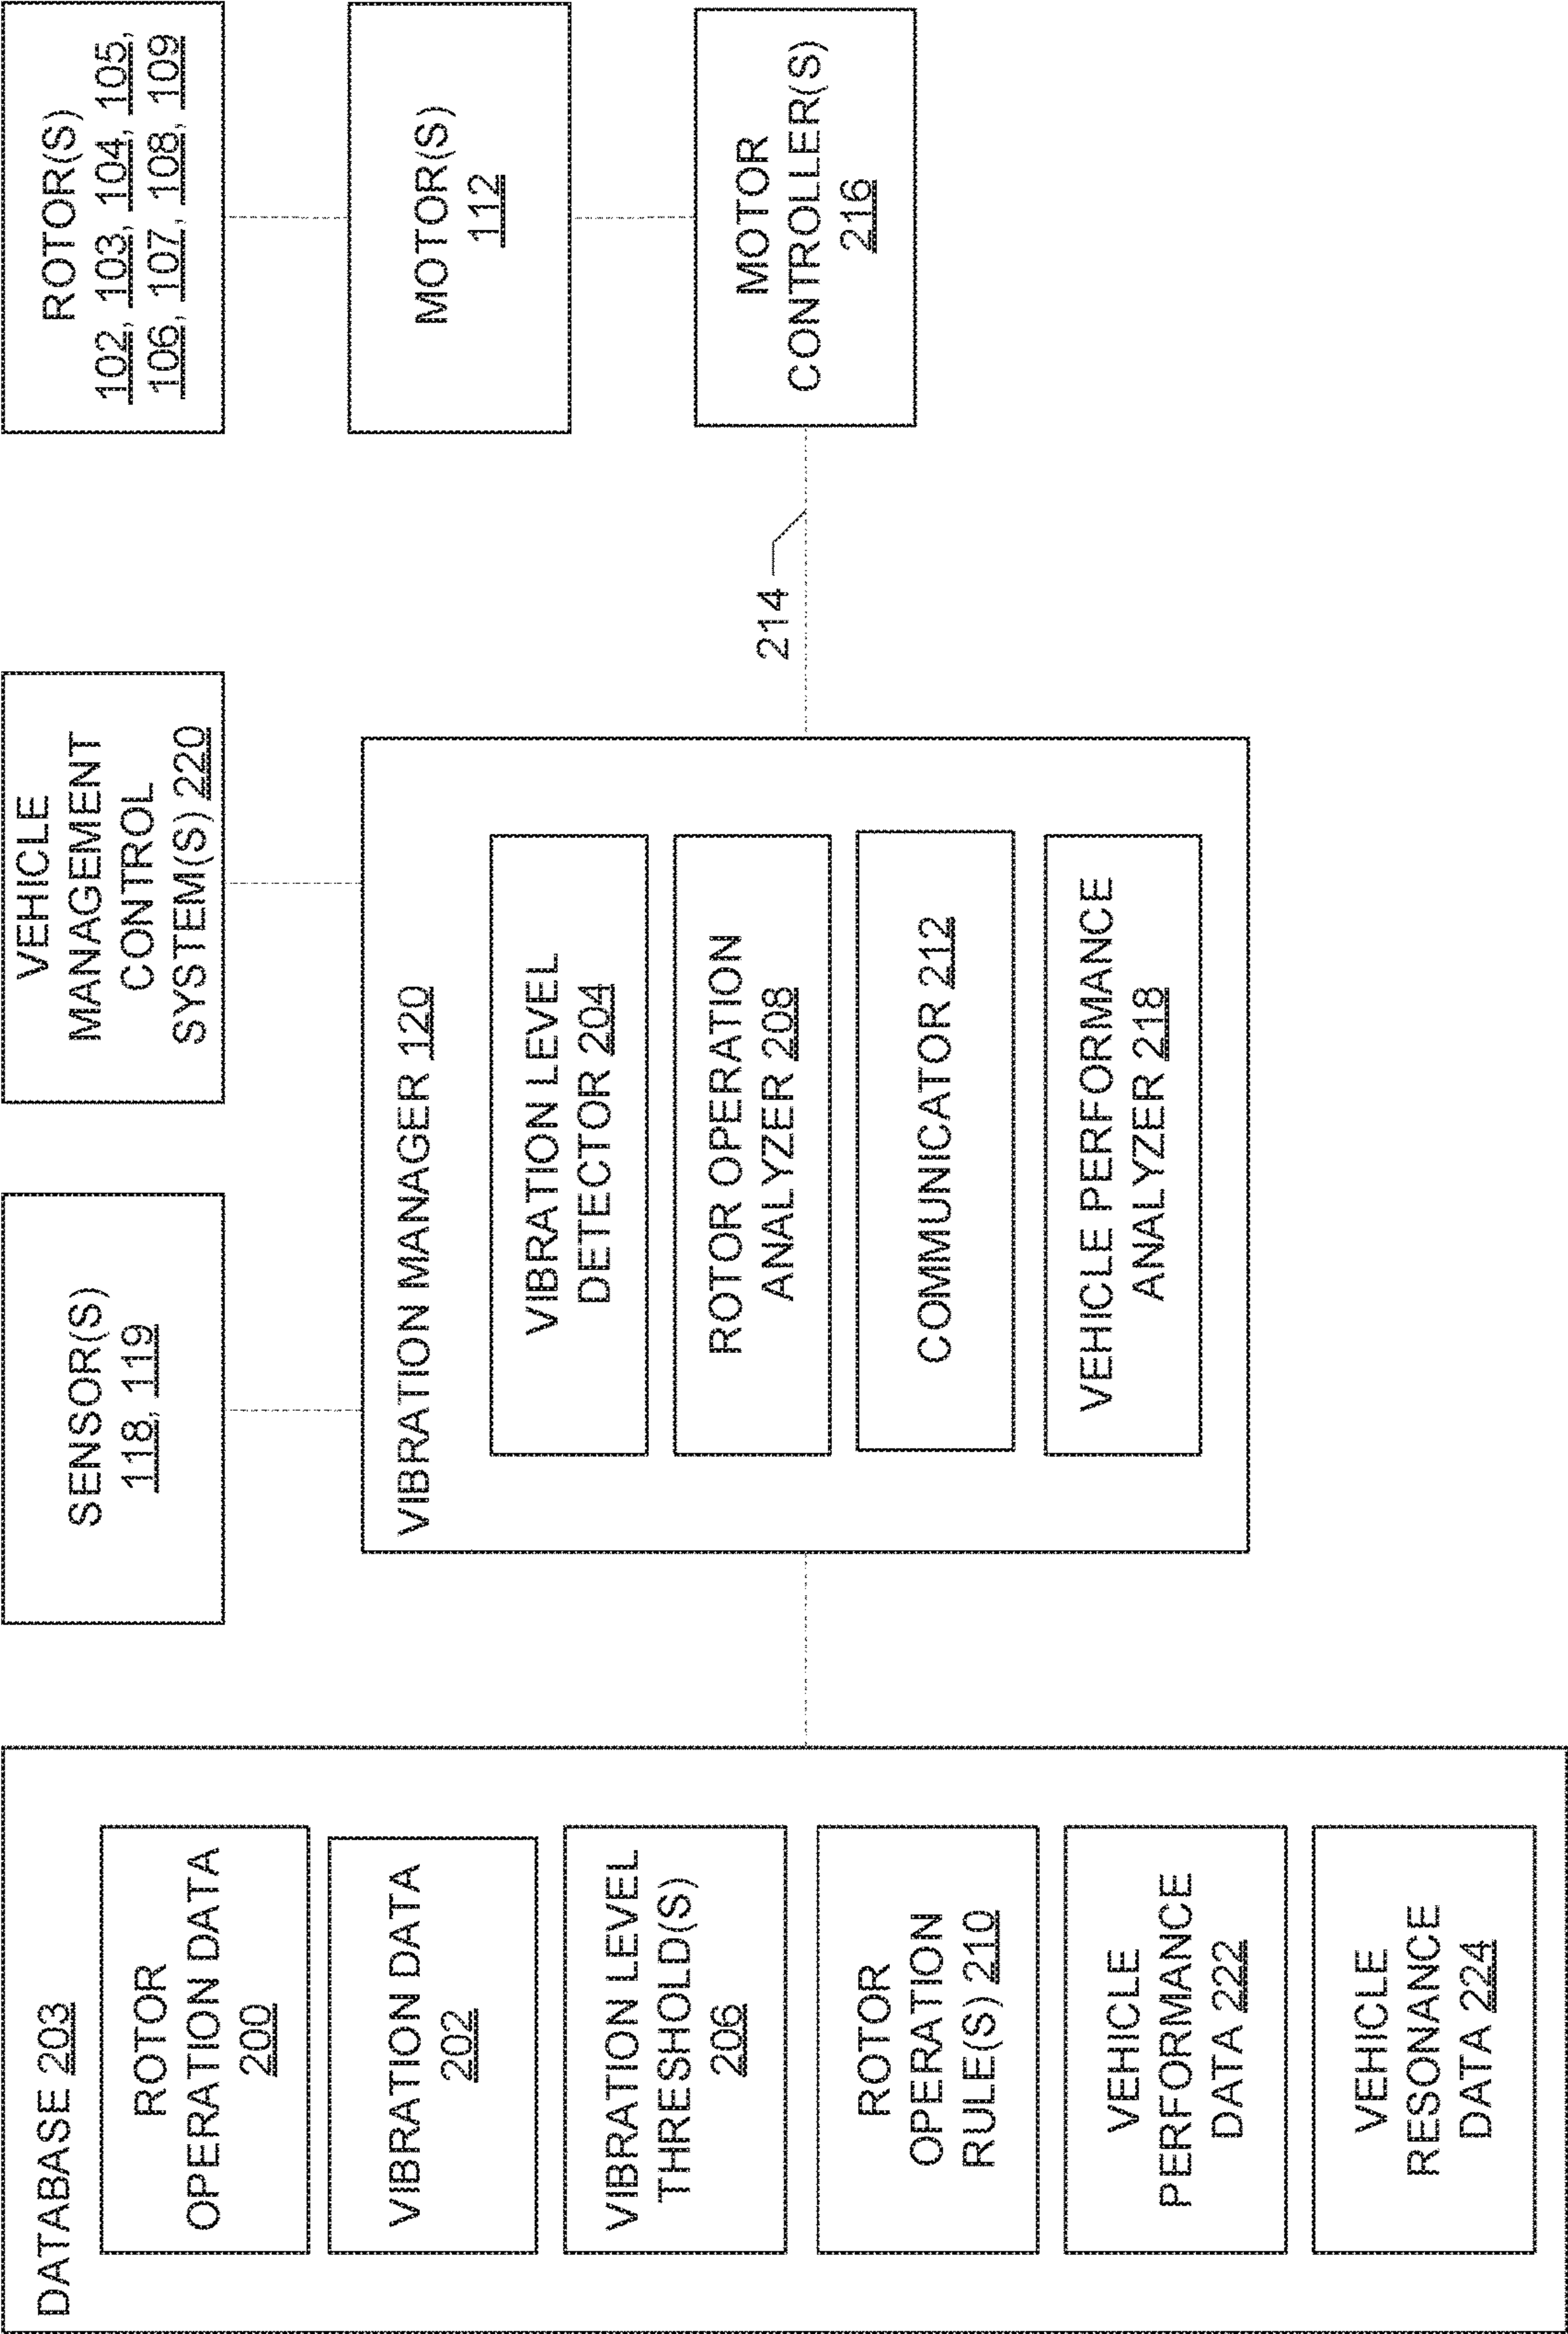 DATABASE 203
ROTOR
OPERATION DATA
200
VIBRATION DATA
202
VIBRATION LEVEL
THRESHOLD(S)
206
ROTOR
OPERATION
RULE(S) 210
VEHICLE
PERFORMANCE
DATA 222
VEHICLE
RESONANCE
DATA 224
SENSOR(S)
118, 119
VEHICLE
MANAGEMENT
CONTROL
SYSTEM(S) 220
VIBRATION MANAGER 120
VIBRATION LEVEL
DETECTOR 204
ROTOR OPERATION
ANALYZER 208
COMMUNICATOR 212
VEHICLE PERFORMANCE
ANALYZER 218
214
ROTOR(S)
102, 103, 104, 105,
106, 107, 108, 109
MOTOR(S)
112
MOTOR
CONTROLLER(S)
216